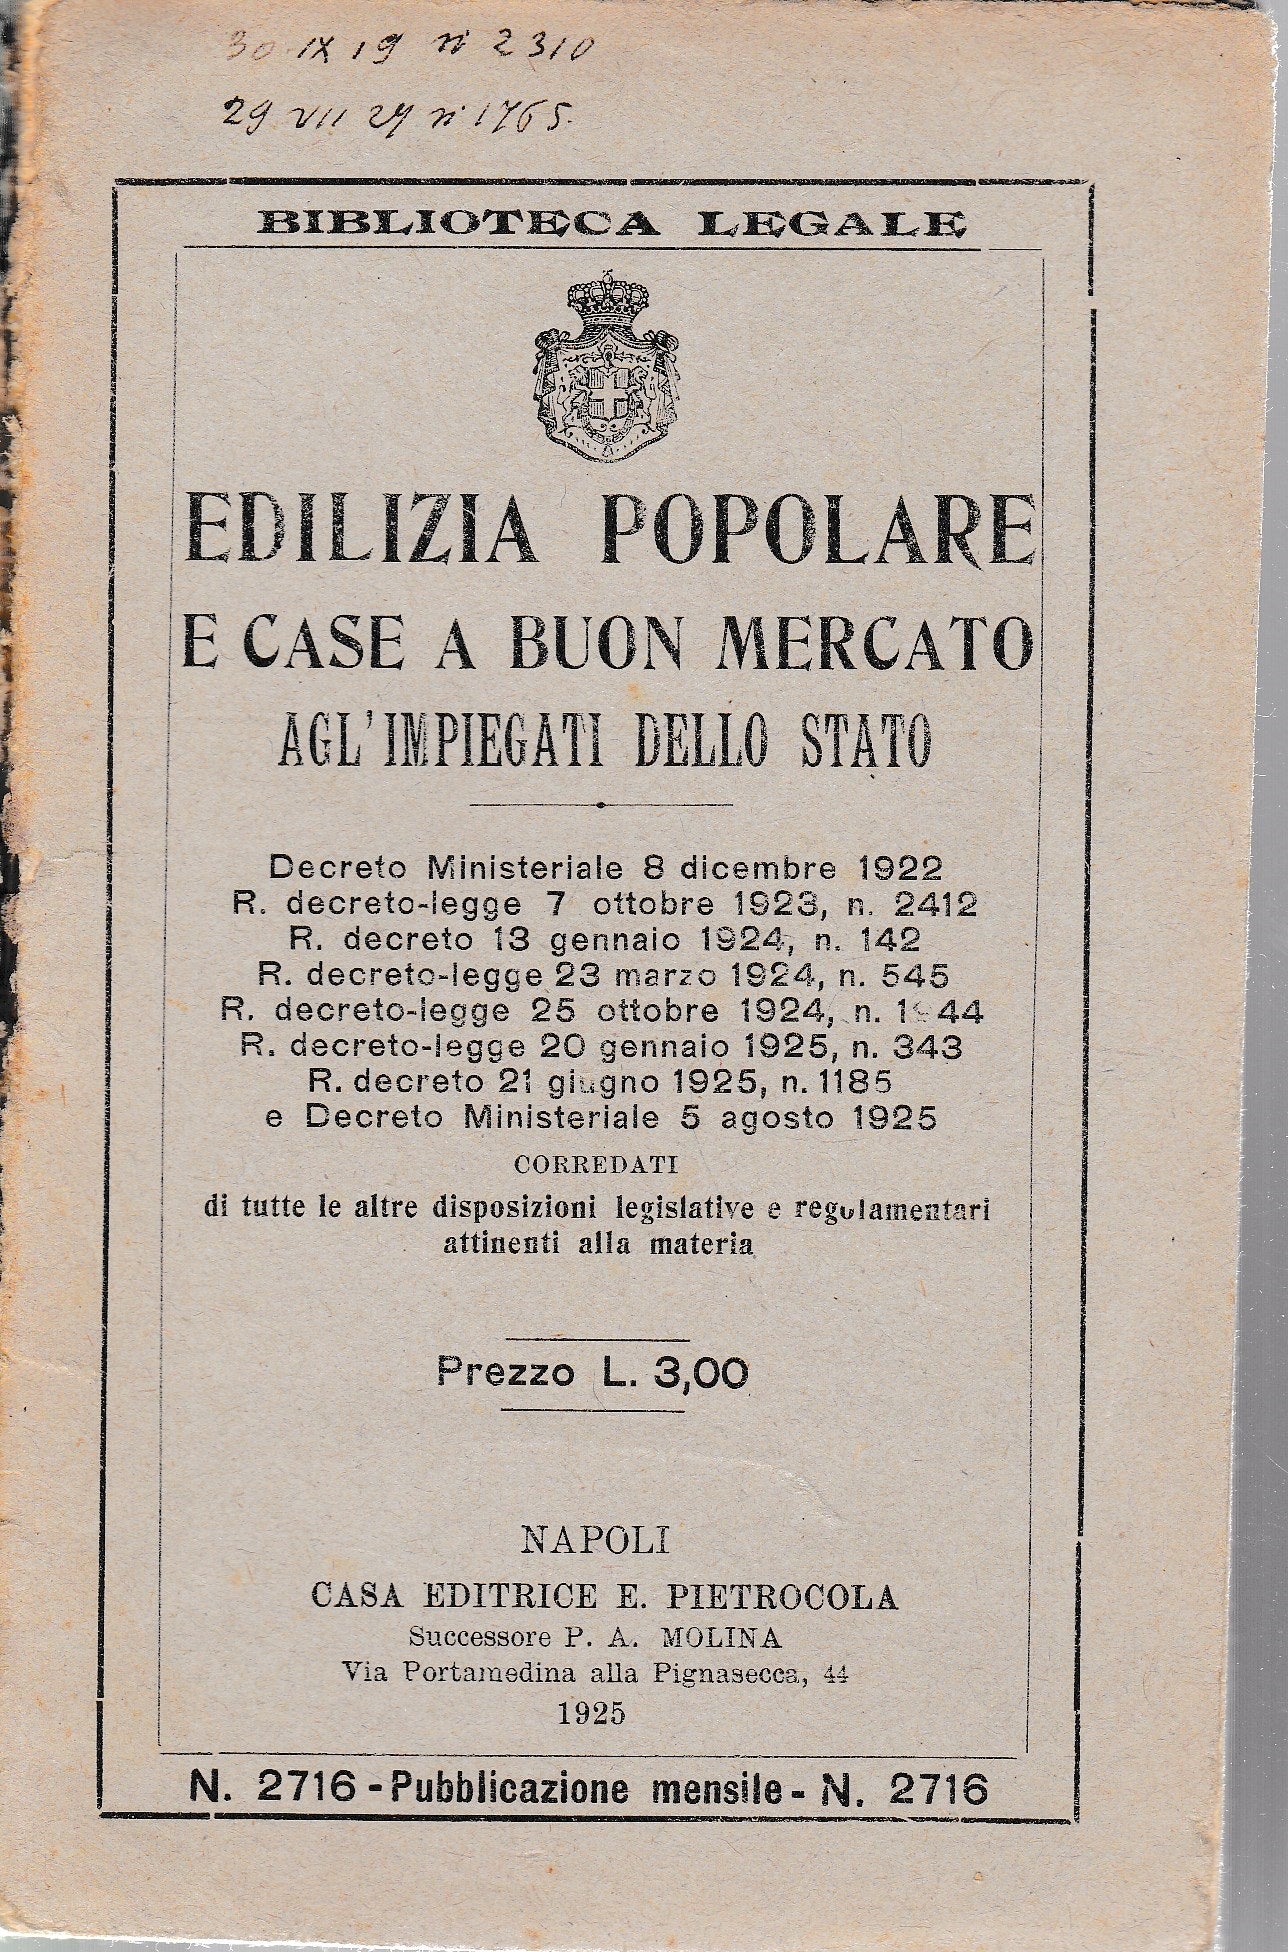 30 IX 19 n° 2310
29 VII 27 n° 1765.
BIBLIOTECA LEGALE
EDILIZIA POPOLARE
E CASE A BUON MERCATO
AGL'IMPIEGATI DELLO STATO
Decreto Ministeriale 8 dicembre 1922
R. decreto-legge 7 ottobre 1923, n. 2412
R. decreto 13 gennaio 1924, n. 142
R. decreto-legge 23 marzo 1924, n. 545
R. decreto-legge 25 ottobre 1924, n.
R. decreto-legge 20 gennaio 1925, n. 343
R. decreto 21 giugno 1925, n. 1185
e Decreto Ministeriale 5 agosto 1925
CORREDATI
di tutte le altre disposizioni legislative e regolamentari
attinenti alla materia
Prezzo L. 3,00
NAPOLI
CASA EDITRICE E. PIETROCOLA
Successore P. A. MOLINA
Via Portamedina alla Pignasecca, 44
1925
N. 2716 - Pubblicazione mensile - N. 2716